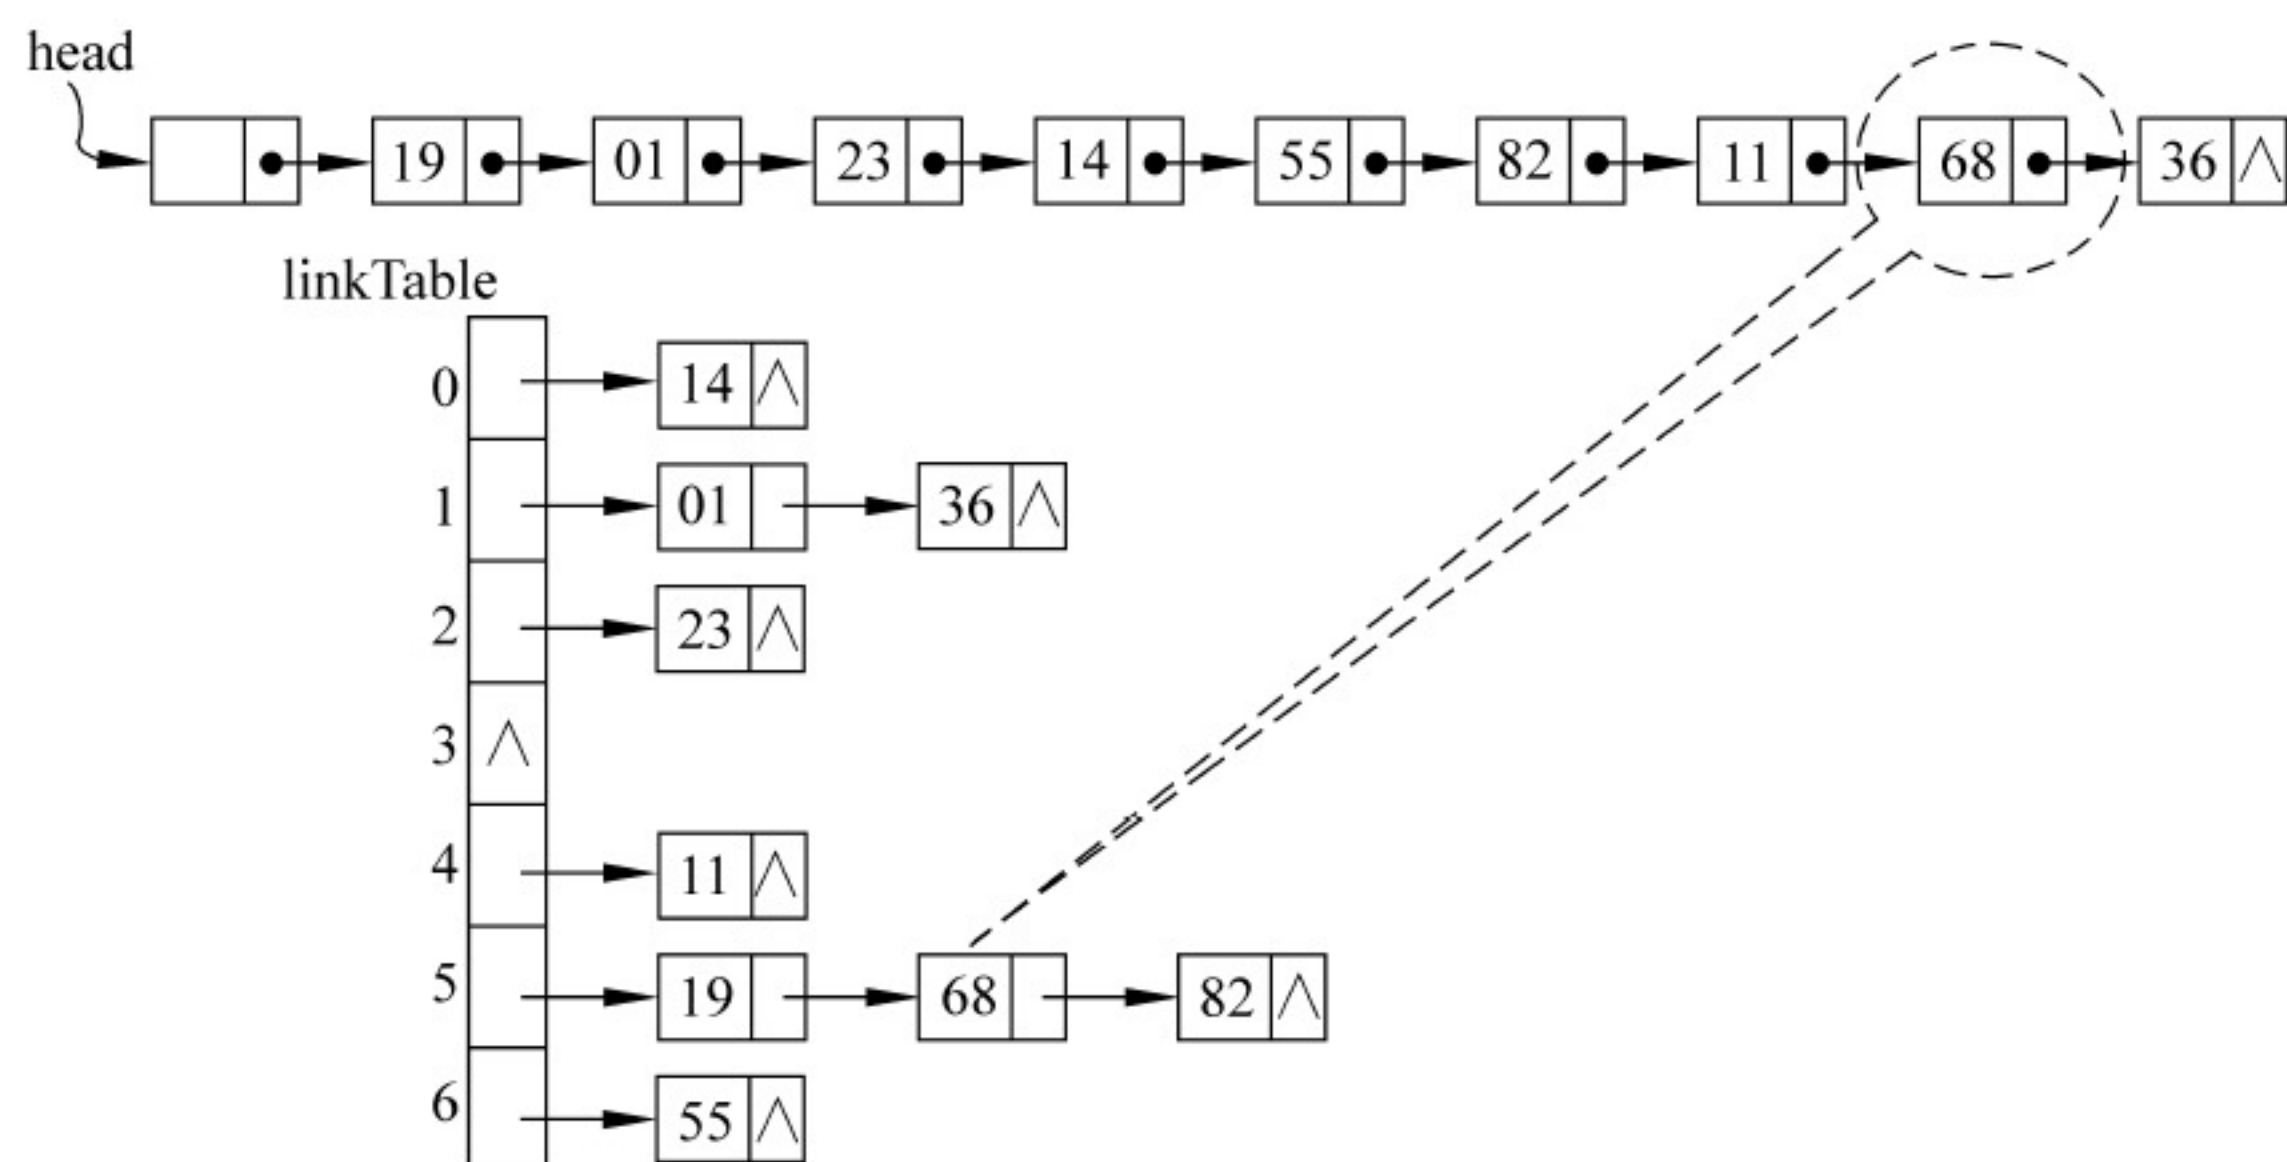 head
19 01 23 14 55 82 11 68 36 ∧
linkTable
0 14 ∧
1 01 36 ∧
2 23 ∧
3 ∧
4 11 ∧
5 19 68 82 ∧
6 55 ∧